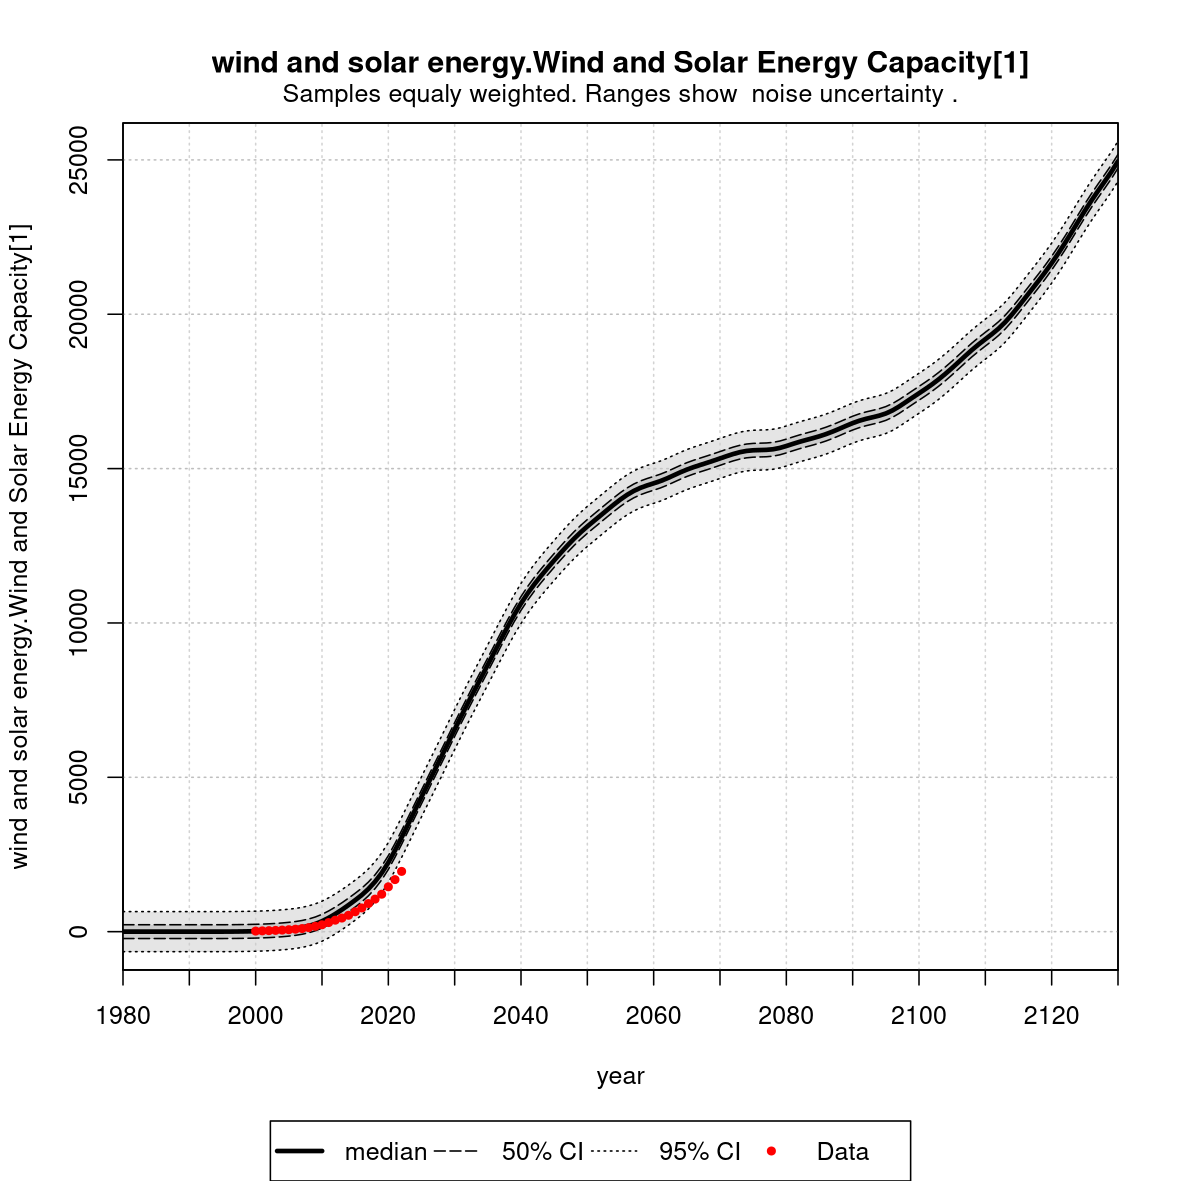 wind and solar energy.Wind and Solar Energy Capacity[1]
Samples equaly weighted. Ranges show  noise uncertainty .
wind and solar energy.Wind and Solar Energy Capacity[1]
25000
20000
15000
10000
5000
0
1980 2000 2020 2040 2060 2080 2100 2120
year
median 50% CI 95% CI Data